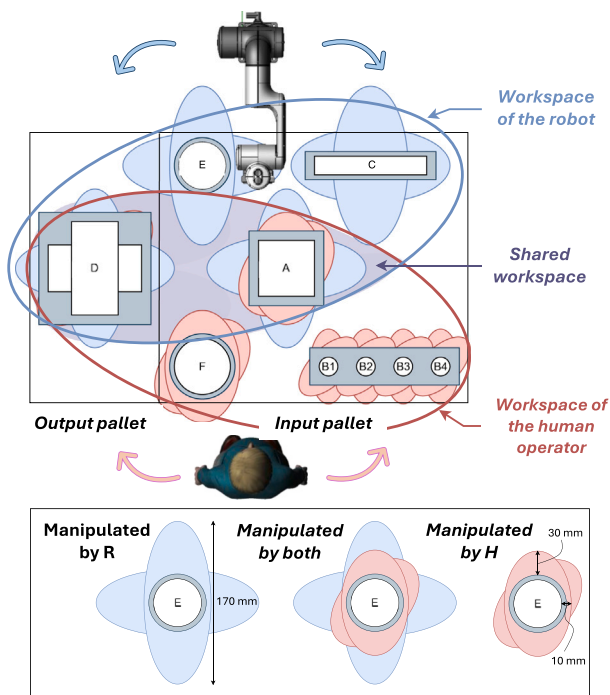 Workspace
of the robot
E
C
Shared
workspace
D
A
F
B1 B2 B3 B4
Output pallet
Input pallet
Workspace of
the human
operator
Manipulated
by R
Manipulated
by both
Manipulated
by H
30 mm
E
170 mm
E
E
10 mm